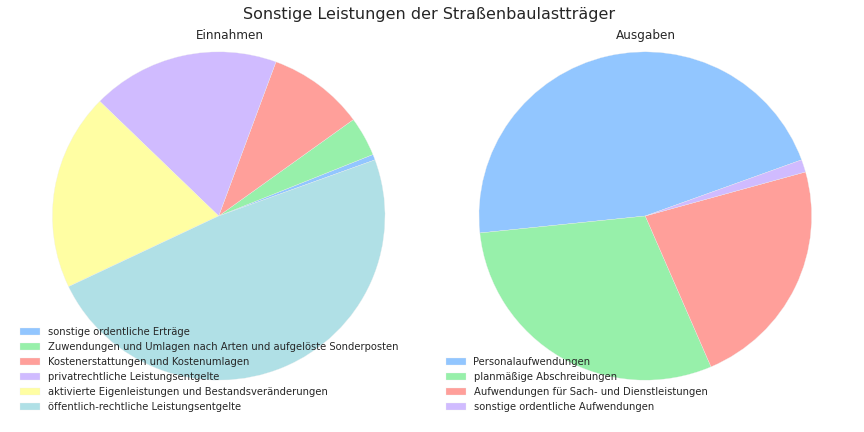 Sonstige Leistungen der Straßenbaulastträger
Einnahmen
Ausgaben
sonstige ordentliche Erträge
Zuwendungen und Umlagen nach Arten und aufgelöste Sonderposten
Kostenerstattungen und Kostenumlagen
privatrechtliche Leistungsentgelte
aktivierte Eigenleistungen und Bestandsveränderungen
öffentlich-rechtliche Leistungsentgelte
Personalaufwendungen
planmäßige Abschreibungen
Aufwendungen für Sach- und Dienstleistungen
sonstige ordentliche Aufwendungen